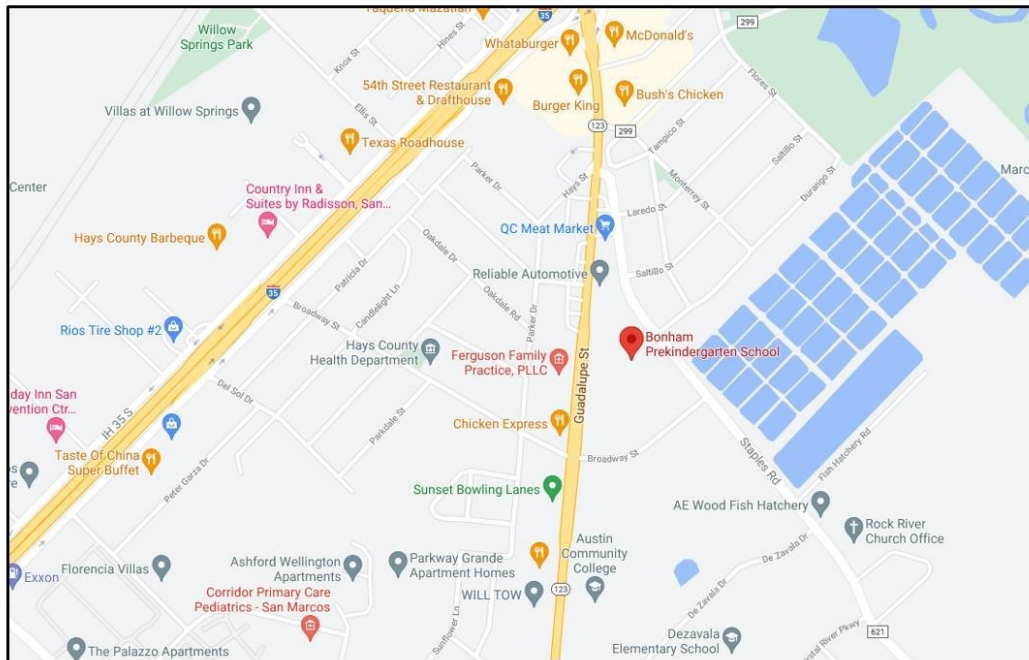 Taqueria Mazatlan
35
Willow
Springs Park
Hines St
Knox St
Whataburger
McDonald's
299
Flores St
54th Street Restaurant
& Drafthouse
Burger King
Bush's Chicken
Villas at Willow Springs
Ellis St
Texas Roadhouse
123
299
Tampico St
Saltillo St
Center
Parker Dr
Monterrey St
Durango St
Marc
Country Inn &
Suites by Radisson, San...
Hays St
Laredo St
Hays County Barbeque
QC Meat Market
Oakdale Dr
Patricia Dr
Reliable Automotive
Saltillo St
35
Candlelight Ln
Oakdale Rd
Parker Dr
Broadway St
Rios Tire Shop #2
Hays County
Health Department
Bonham
Prekindergarten School
Ferguson Family
Practice, PLLC
Guadalupe St
Del Sol Dr
day Inn San
vention Ctr...
IH 35 S
Parkdale St
Chicken Express
Staples Rd
Fish Hatchery Rd
Taste Of China
Super Buffet
Broadway St
Peter Garza Dr
Sunset Bowling Lanes
AE Wood Fish Hatchery
Rock River
Church Office
Austin
Community
College
De Zavala Dr
Exxon
Florencia Villas
Ashford Wellington
Apartments
Parkway Grande
Apartment Homes
WILL TOW
123
De Zavala Dr
Corridor Primary Care
Pediatrics - San Marcos
Sunflower Ln
Dezavala
Elementary School
621
ystal River Pkwy
The Palazzo Apartments